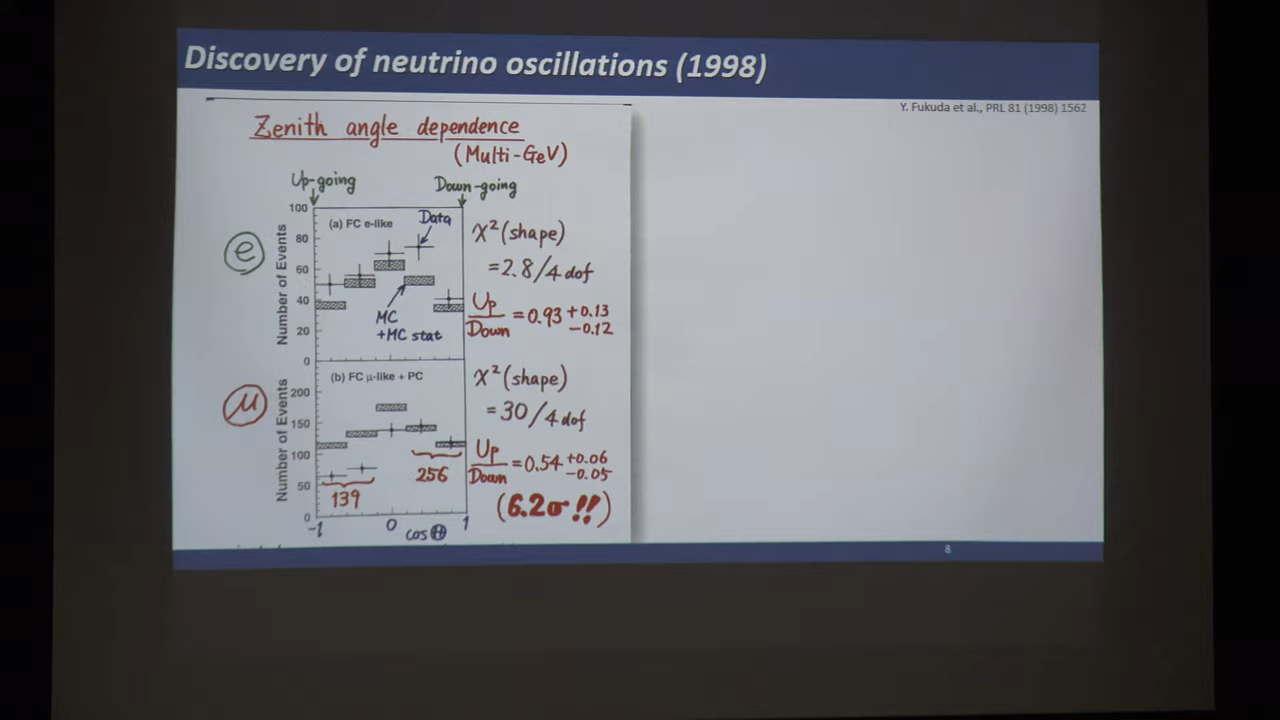 Discovery of neutrino oscillations (1998)
Y. Fukuda et al., PRL 81 (1998) 1562
Zenith angle dependence
(Multi-GeV)
Up-going
Down-going
100
80
60
40
20
0
Number of Events
(a) FC e-like
Data
MC
+MC stat
e
χ² (shape)
= 2.8/4 dof
Up
Down
= 0.93 +0.13
−0.12
200
150
100
50
0
Number of Events
(b) FC μ-like + PC
μ
139
256
-1
0
1
cos Θ
χ² (shape)
= 30/4 dof
Up
Down
= 0.54 +0.06
−0.05
(6.2σ !!)
8